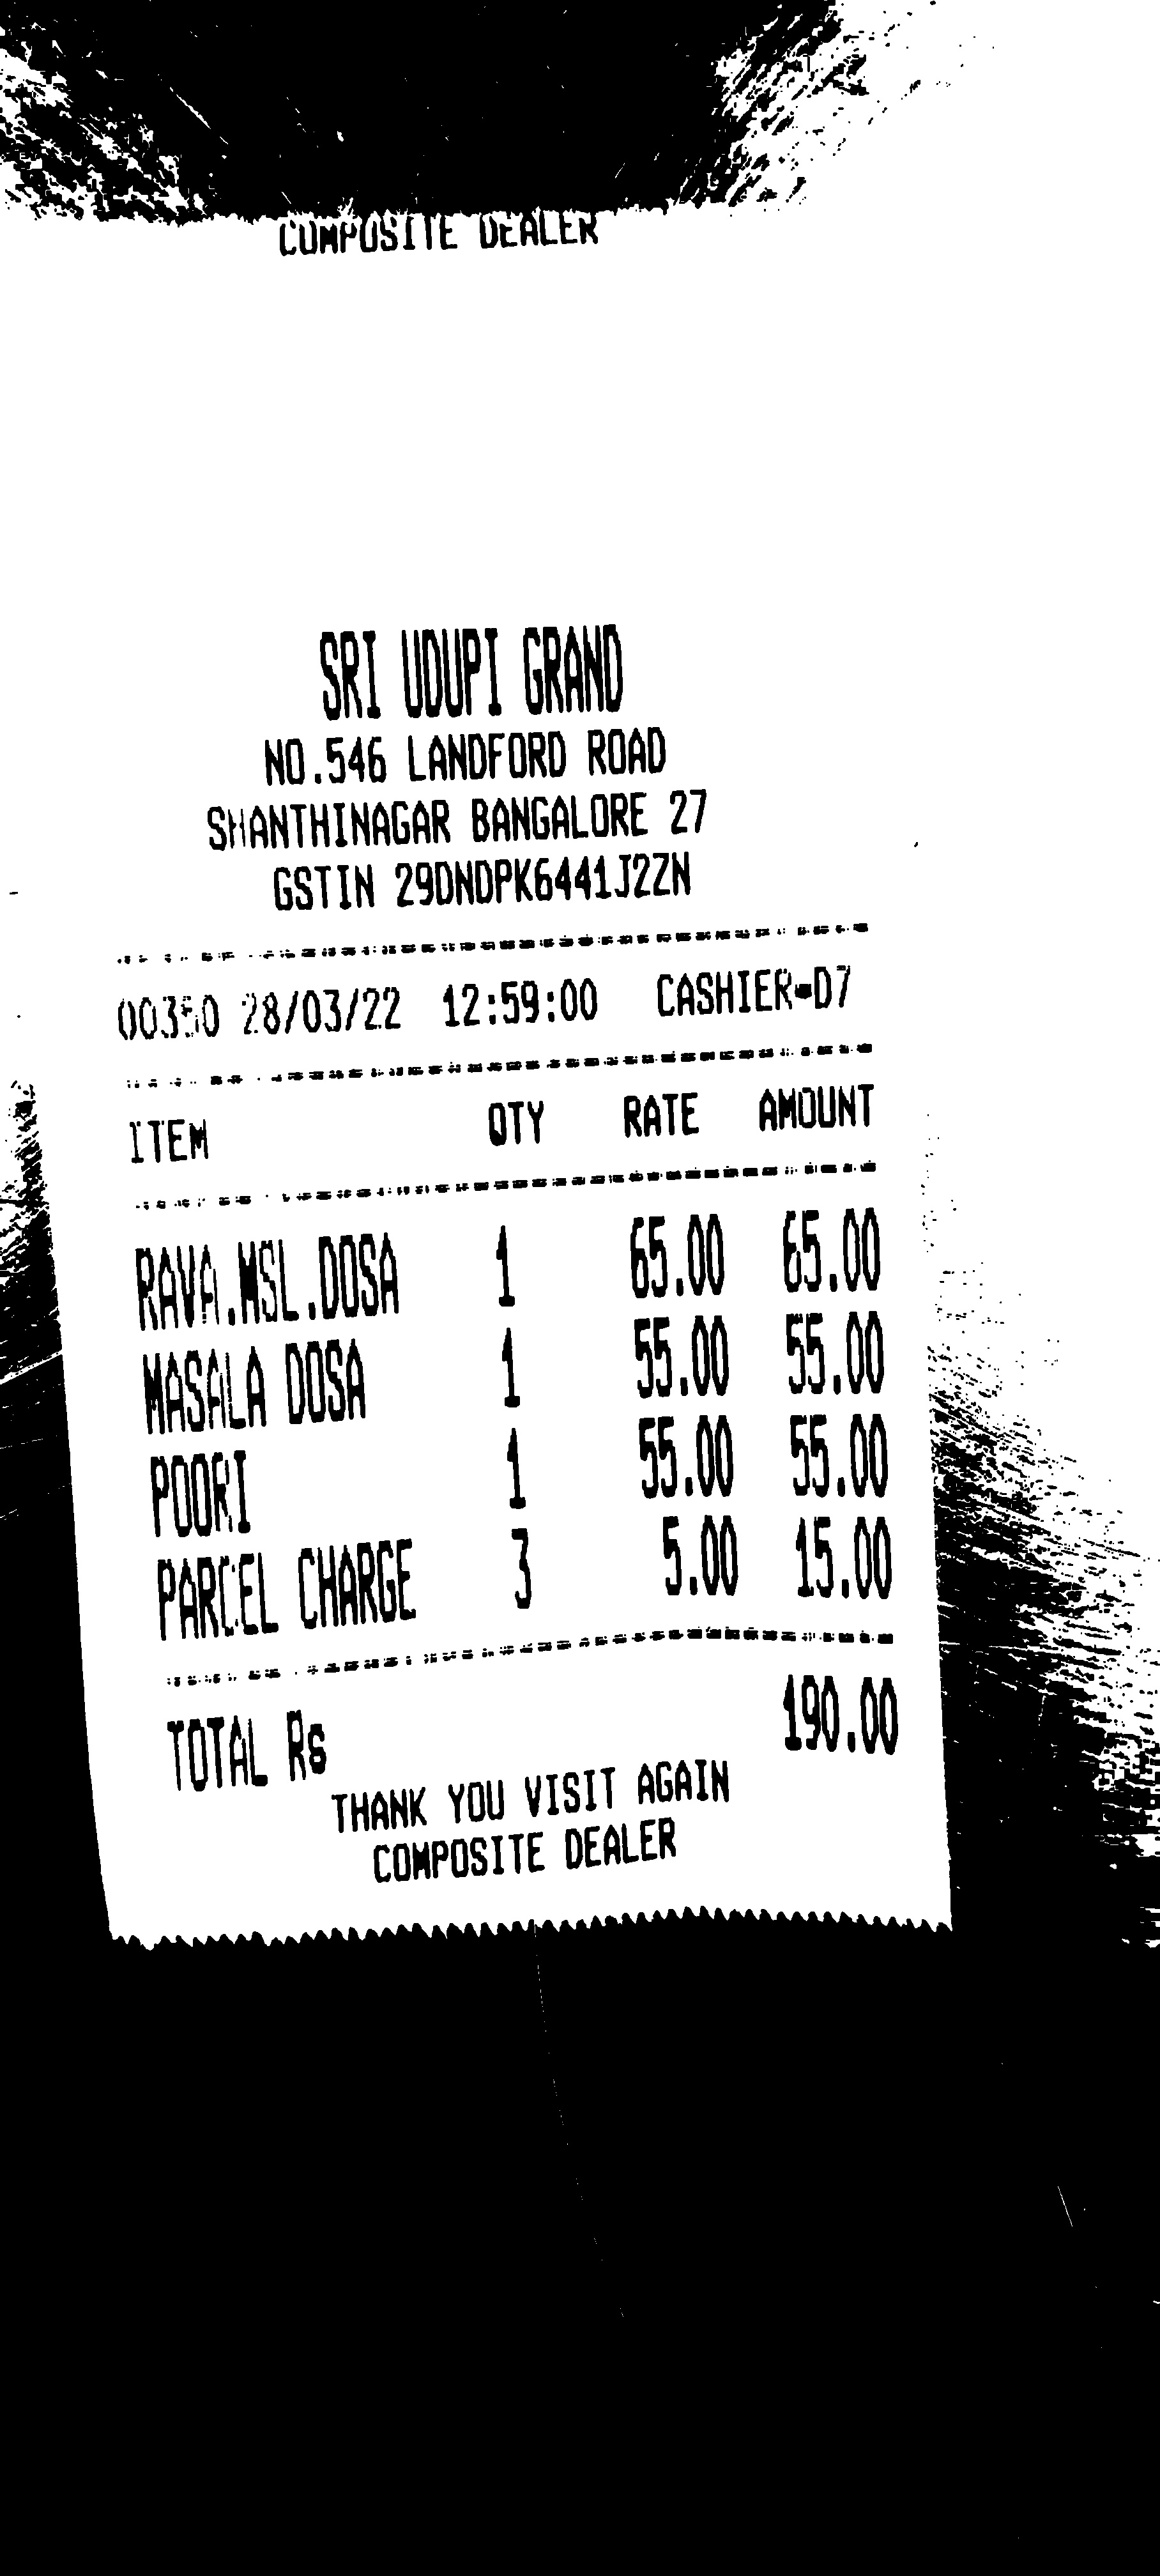 COMPOSITE DEALER
SRI UDUPI GRAND
NO.546 LANDFORD ROAD
SHANTHINAGAR BANGALORE 27
GSTIN 29DNDPK6441J2ZN
00350 28/03/22 12:59:00 CASHIER-D7
ITEM QTY RATE AMOUNT
RAVA.MSL.DOSA 1 65.00 65.00
MASALA DOSA 1 55.00 55.00
POORI 1 55.00 55.00
PARCEL CHARGE 3 5.00 15.00
TOTAL Rs 190.00
THANK YOU VISIT AGAIN
COMPOSITE DEALER